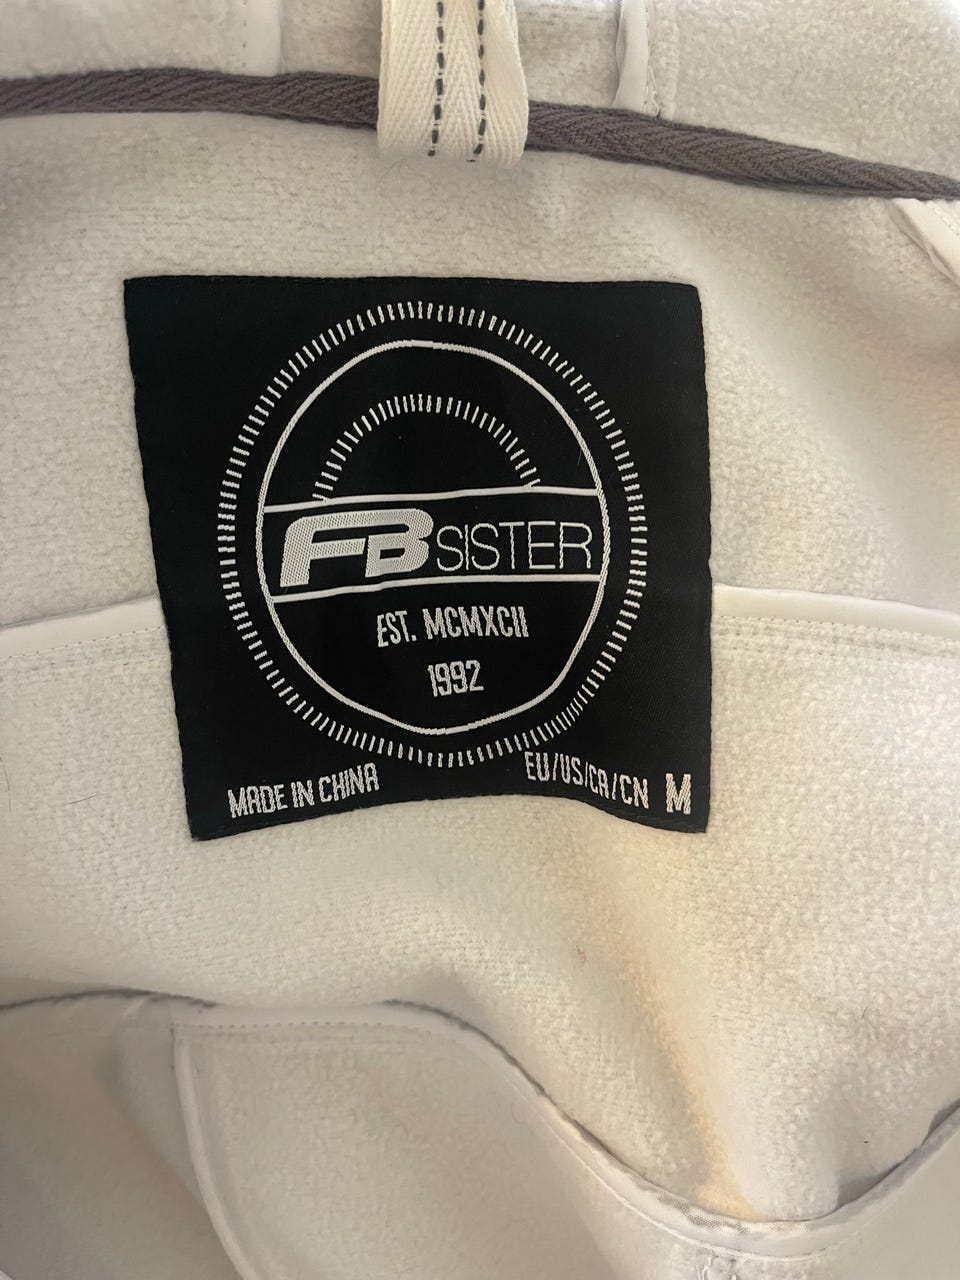 FB SISTER
EST. MCMXCII
1992
MADE IN CHINA
EU/US/CA/CN M